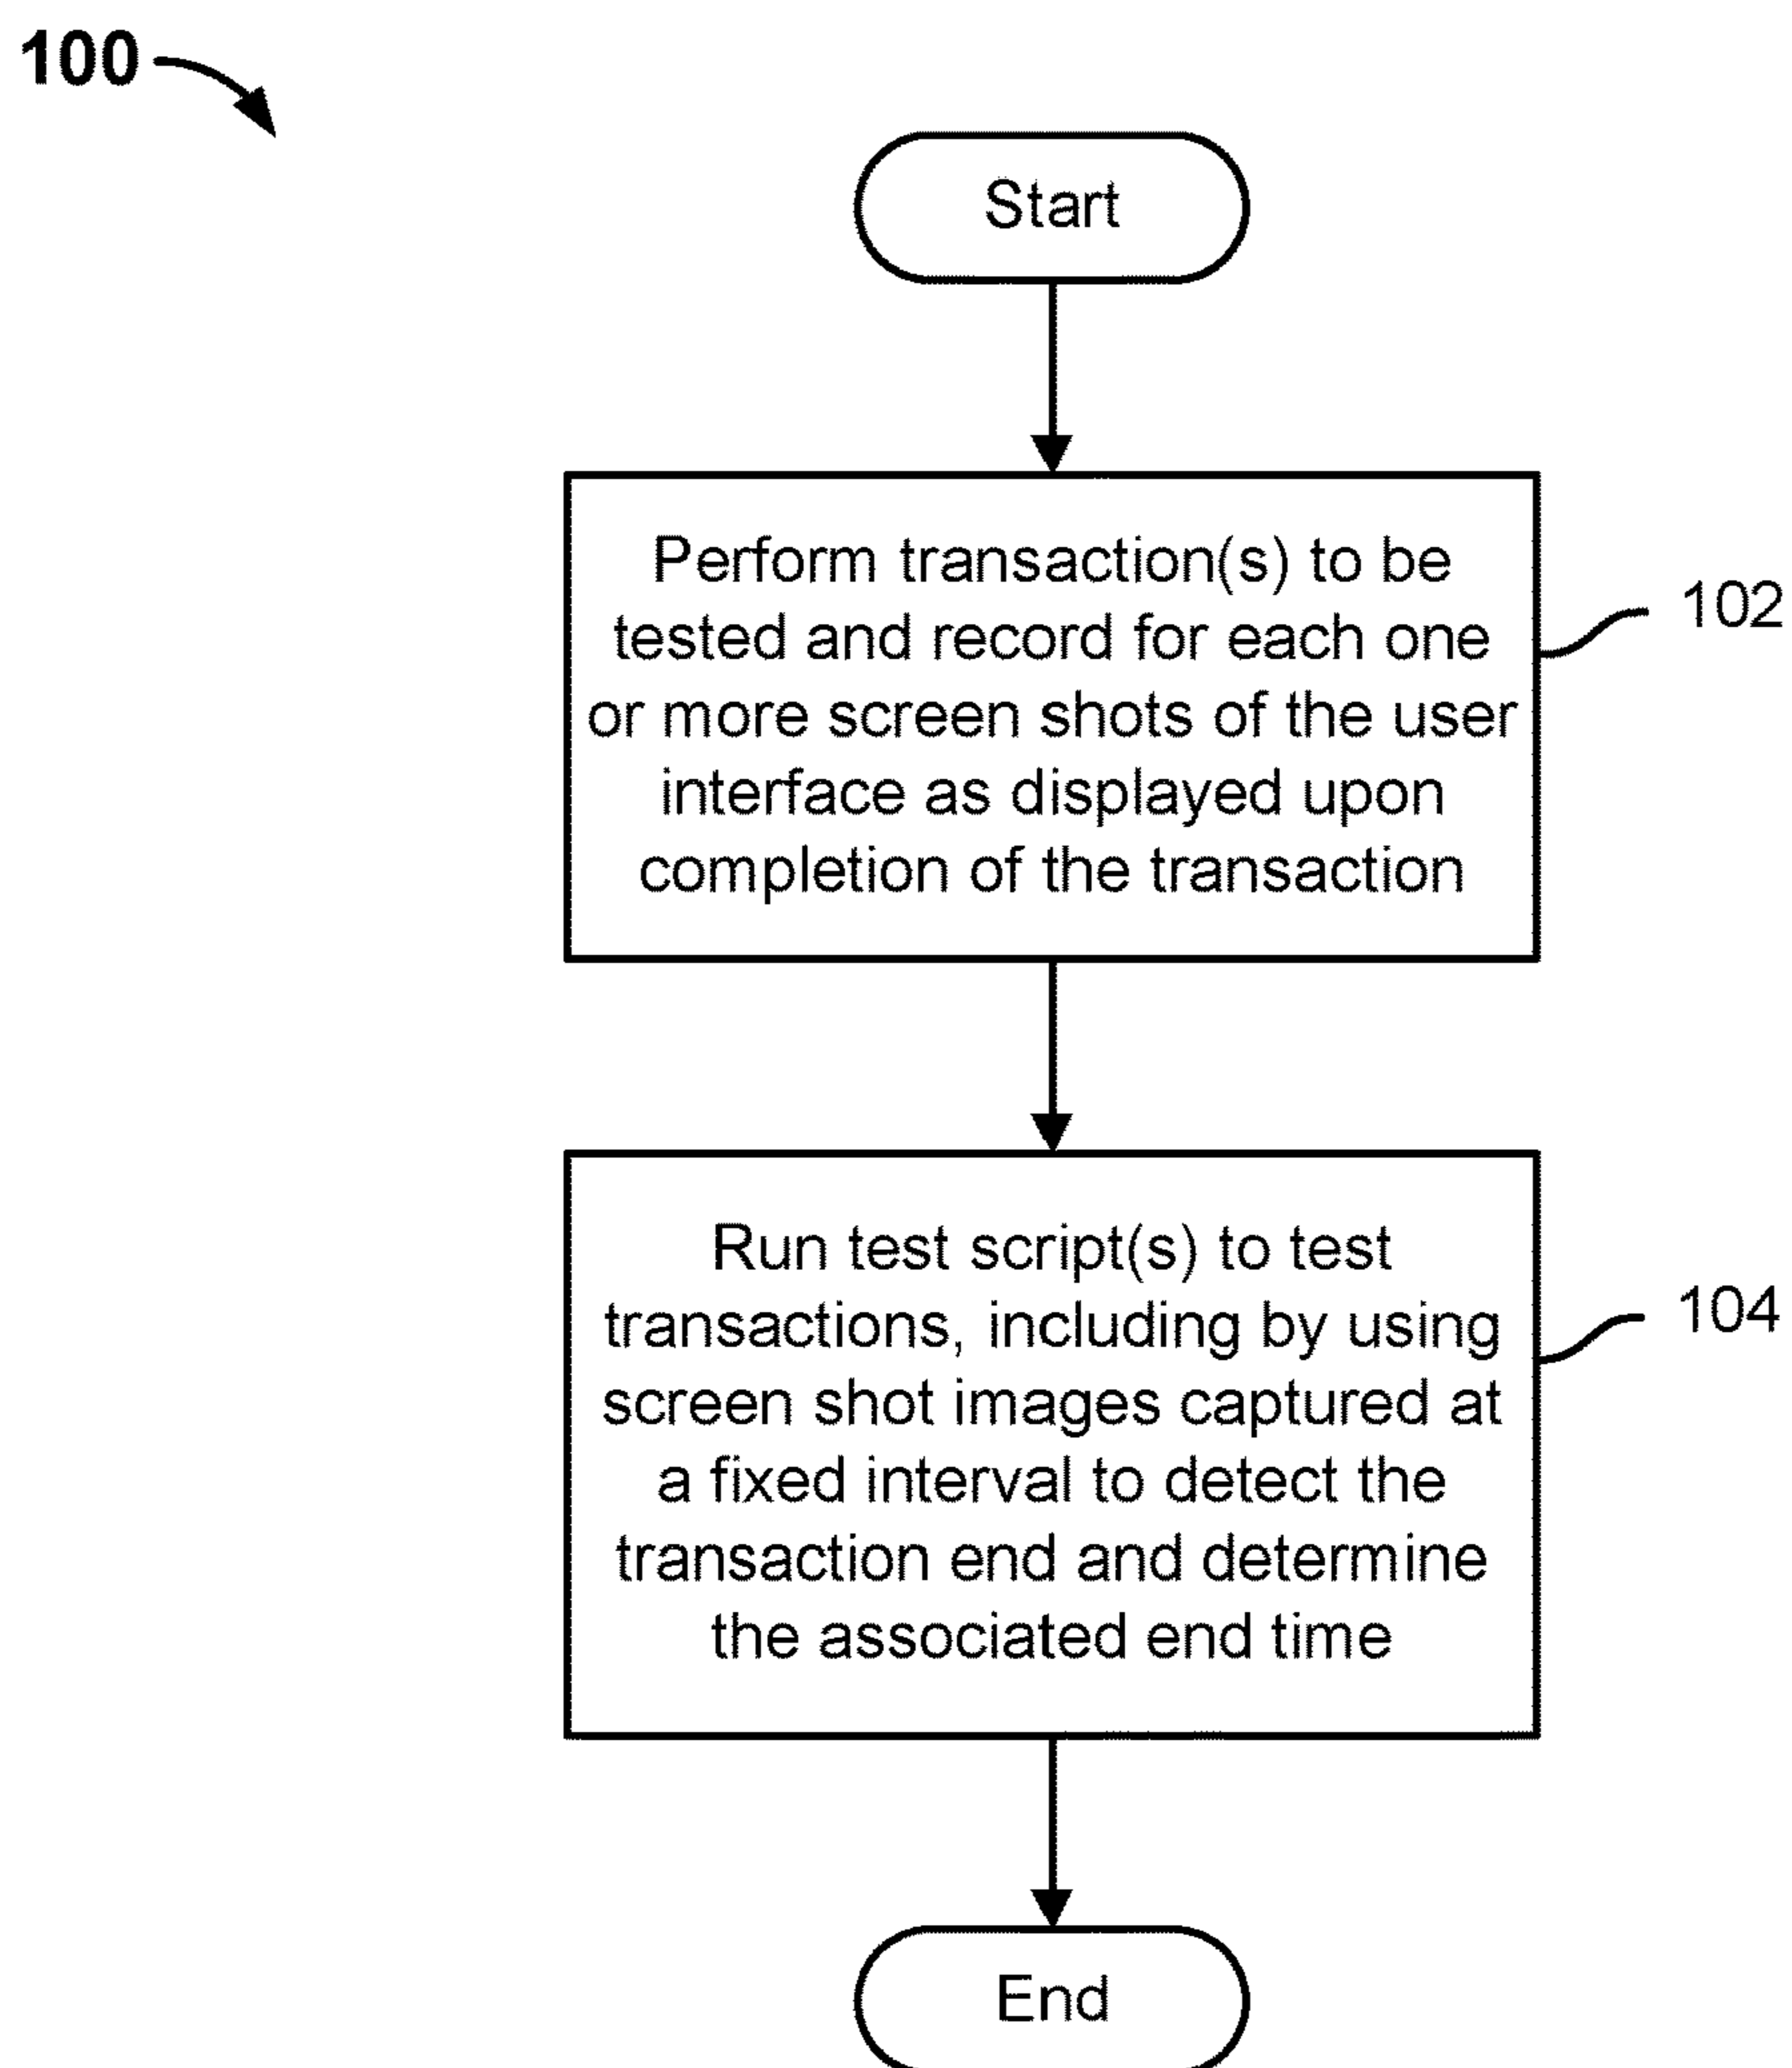 100
Start
Perform transaction(s) to be
tested and record for each one
or more screen shots of the user
interface as displayed upon
completion of the transaction
102
Run test script(s) to test
transactions, including by using
screen shot images captured at
a fixed interval to detect the
transaction end and determine
the associated end time
104
End